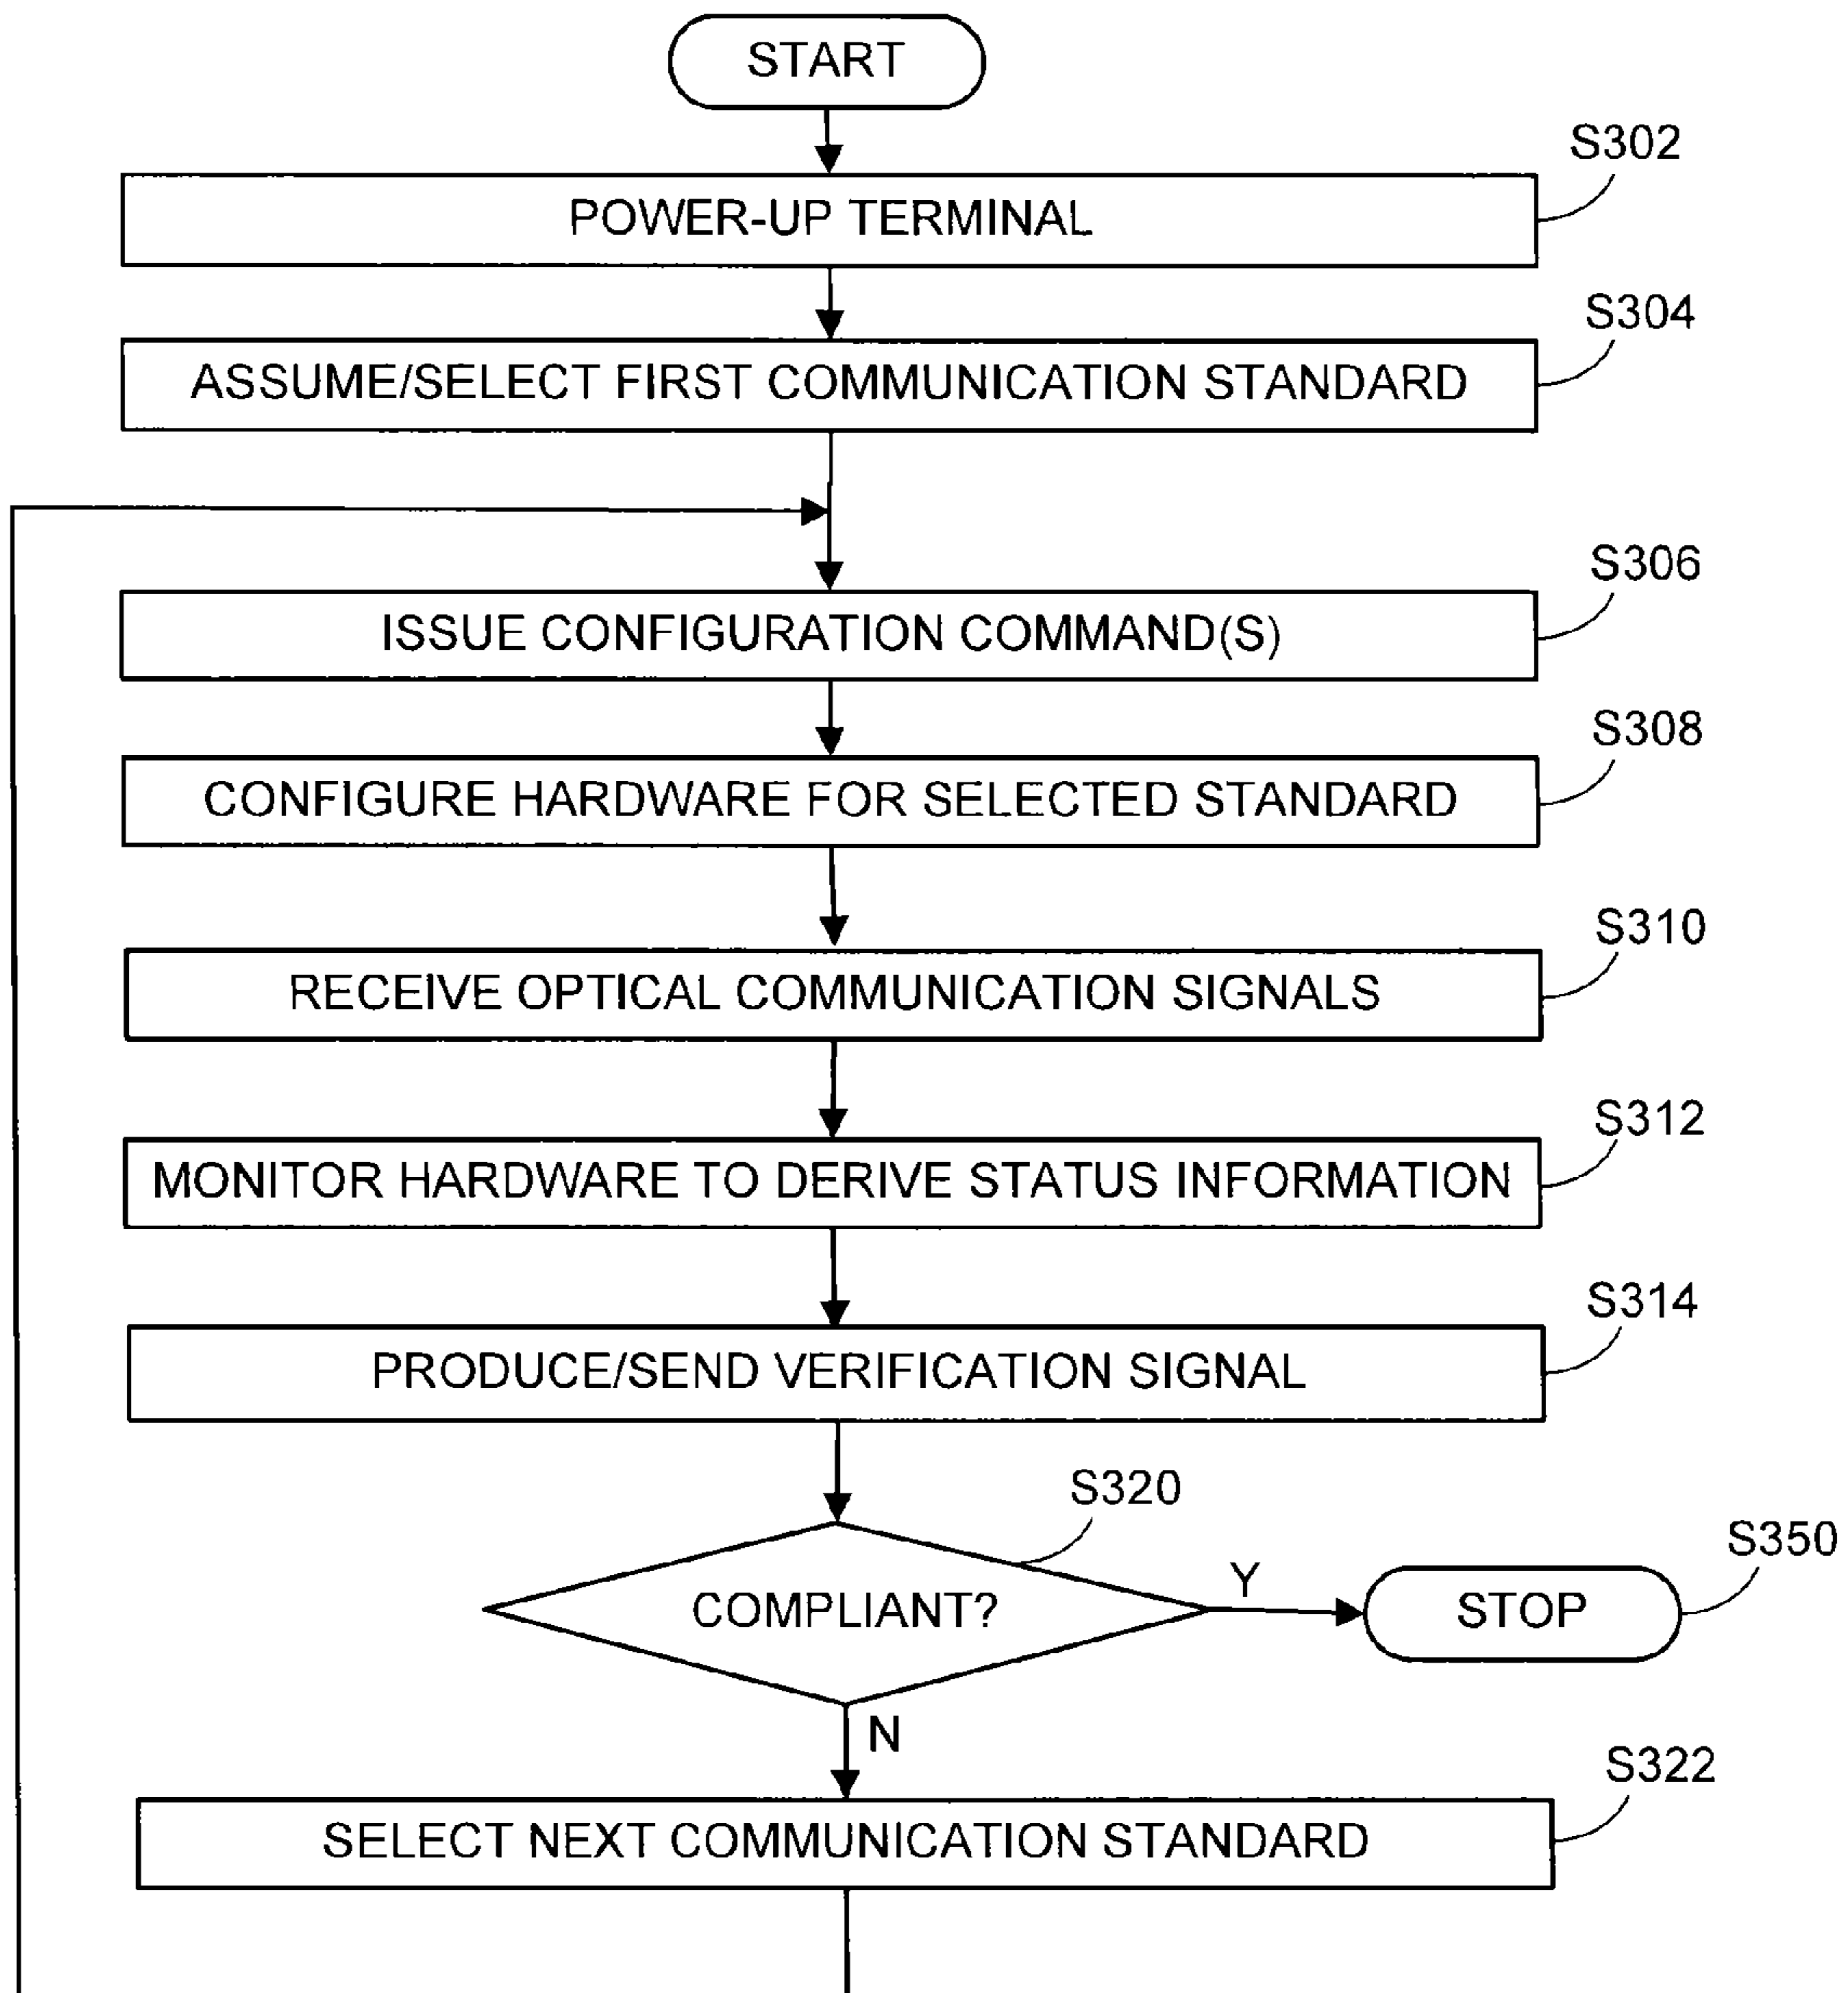 START
S302
POWER-UP TERMINAL
S304
ASSUME/SELECT FIRST COMMUNICATION STANDARD
S306
ISSUE CONFIGURATION COMMAND(S)
S308
CONFIGURE HARDWARE FOR SELECTED STANDARD
S310
RECEIVE OPTICAL COMMUNICATION SIGNALS
S312
MONITOR HARDWARE TO DERIVE STATUS INFORMATION
S314
PRODUCE/SEND VERIFICATION SIGNAL
S320
COMPLIANT?
Y
S350
STOP
N
S322
SELECT NEXT COMMUNICATION STANDARD